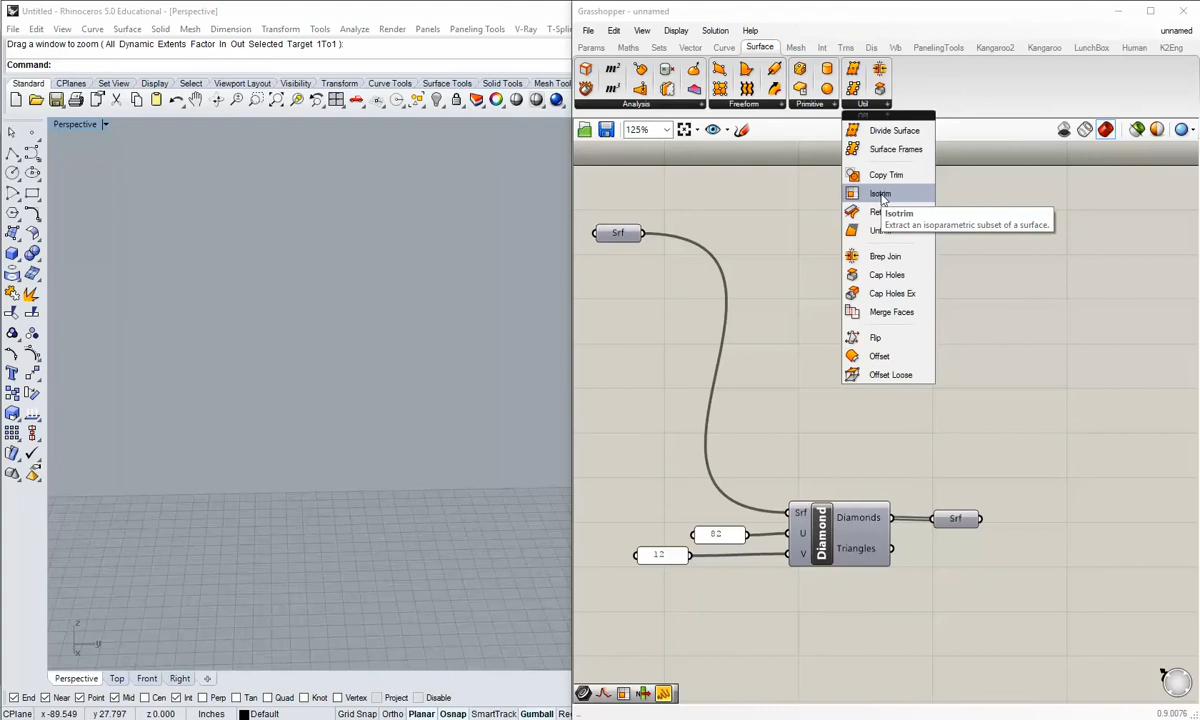 Untitled - Rhinoceros 5.0 Educational - [Perspective]
File Edit View Curve Surface Solid Mesh Dimension Transform Tools Analyze Render Panels Paneling Tools V-Ray T-Splin
Drag a window to zoom ( All Dynamic Extents Factor In Out Selected Target 1To1 ):
Command:
Standard CPlanes Set View Display Select Viewport Layout Visibility Transform Curve Tools Surface Tools Solid Tools Mesh Tool
Perspective
z
x
y
Perspective Top Front Right
End Near Point Mid Cen Int Perp Tan Quad Knot Vertex Project Disable
CPlane x -89.549 y 27.797 z 0.000 Inches Default Grid Snap Ortho Planar Osnap SmartTrack Gumball Rec
Grasshopper - unnamed
File Edit View Display Solution Help unnamed
Params Maths Sets Vector Curve Surface Mesh Int Trns Dis Wb PanelingTools Kangaroo2 Kangaroo LunchBox Human K2Eng
Analysis Freeform Primitive Util
125%
Divide Surface
Surface Frames
Copy Trim
Isotrim
Isotrim
Extract an isoparametric subset of a surface.
Brep Join
Cap Holes
Cap Holes Ex
Merge Faces
Flip
Offset
Offset Loose
Srf
82
12
Srf
U
V
Diamond
Diamonds
Triangles
Srf
0.9.0076